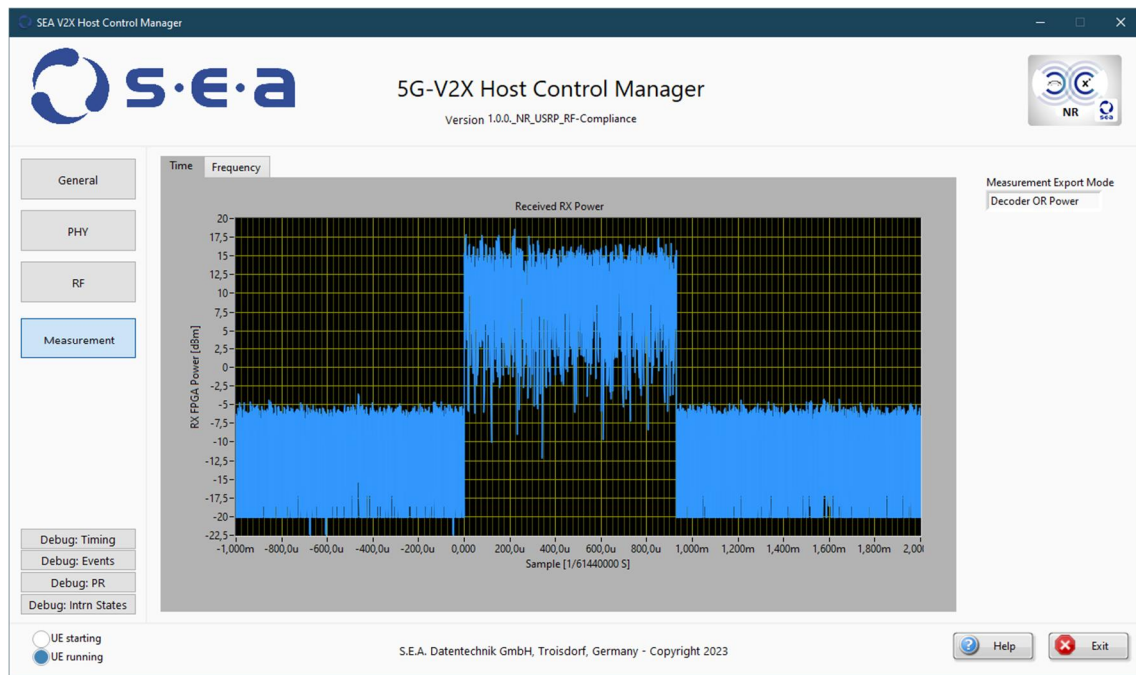 SEA V2X Host Control Manager
s·e·a
5G-V2X Host Control Manager
Version 1.0.0._NR_USRP_RF-Compliance
NR
sea
General
PHY
RF
Measurement
Debug: Timing
Debug: Events
Debug: PR
Debug: Intrn States
Time
Frequency
Received RX Power
RX FPGA Power [dBm]
20
17,5
15
12,5
10
7,5
5
2,5
0
-2,5
-5
-7,5
-10
-12,5
-15
-17,5
-20
-22,5
-1,000m -800,0u -600,0u -400,0u -200,0u 0,000 200,0u 400,0u 600,0u 800,0u 1,000m 1,200m 1,400m 1,600m 1,800m 2,00
Sample [1/61440000 S]
Measurement Export Mode
Decoder OR Power
UE starting
UE running
S.E.A. Datentechnik GmbH, Troisdorf, Germany - Copyright 2023
? Help
Exit